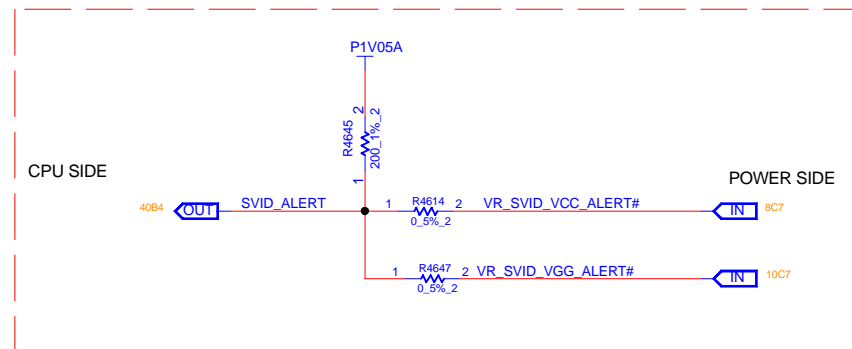 P1V05A
2
R4645
200_1%_2
1
CPU SIDE
POWER SIDE
40B4 OUT SVID_ALERT 1 R4614 2 VR_SVID_VCC_ALERT# IN 8C7
0_5%_2
1 R4647 2 VR_SVID_VGG_ALERT# IN 10C7
0_5%_2